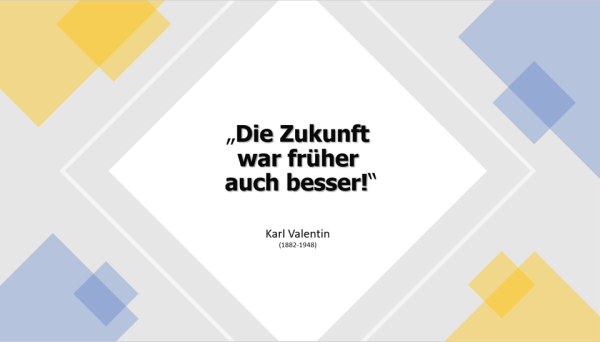 „Die Zukunft
war früher
auch besser!“
Karl Valentin
(1882-1948)